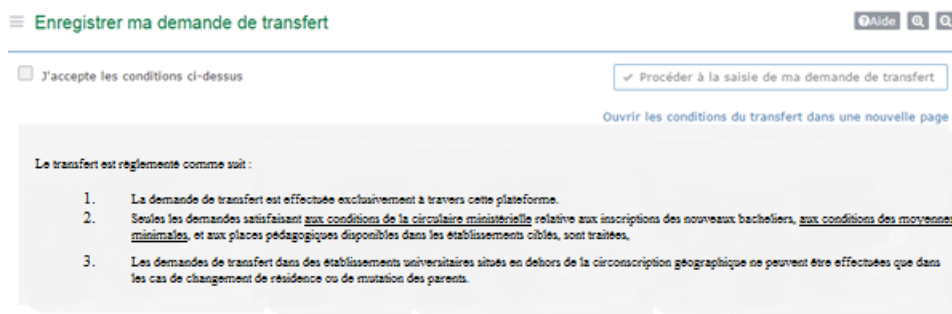 Enregistrer ma demande de transfert
Aide
J'accepte les conditions ci-dessus
Procéder à la saisie de ma demande de transfert
Ouvrir les conditions du transfert dans une nouvelle page
Le transfert est réglementé comme suit :
1. La demande de transfert est effectuée exclusivement à travers cette plateforme.
2. Seules les demandes satisfaisant aux conditions de la circulaire ministérielle relative aux inscriptions des nouveaux bacheliers, aux conditions des moyennes
minimales, et aux places pédagogiques disponibles dans les établissements ciblés, sont traitées,
3. Les demandes de transfert dans des établissements universitaires situés en dehors de la circonscription géographique ne peuvent être effectuées que dans
les cas de changement de résidence ou de mutation des parents.